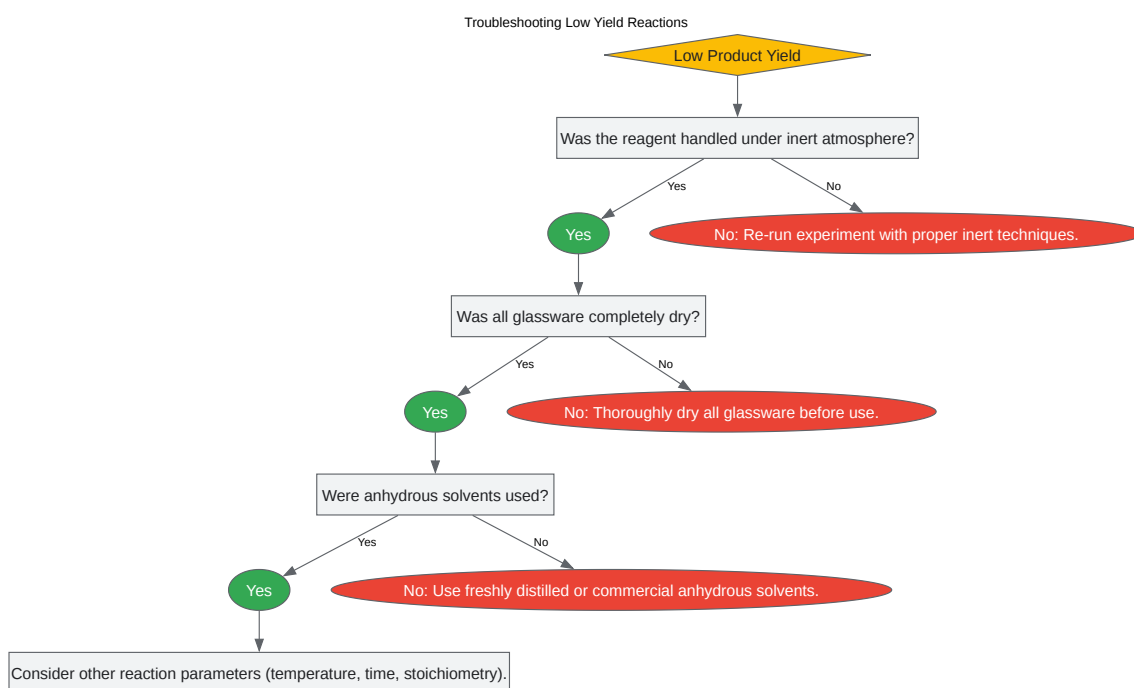 Troubleshooting Low Yield Reactions
Low Product Yield
Was the reagent handled under inert atmosphere?
Yes
No
Yes
No: Re-run experiment with proper inert techniques.
Was all glassware completely dry?
Yes
No
Yes
No: Thoroughly dry all glassware before use.
Were anhydrous solvents used?
Yes
No
Yes
No: Use freshly distilled or commercial anhydrous solvents.
Consider other reaction parameters (temperature, time, stoichiometry).